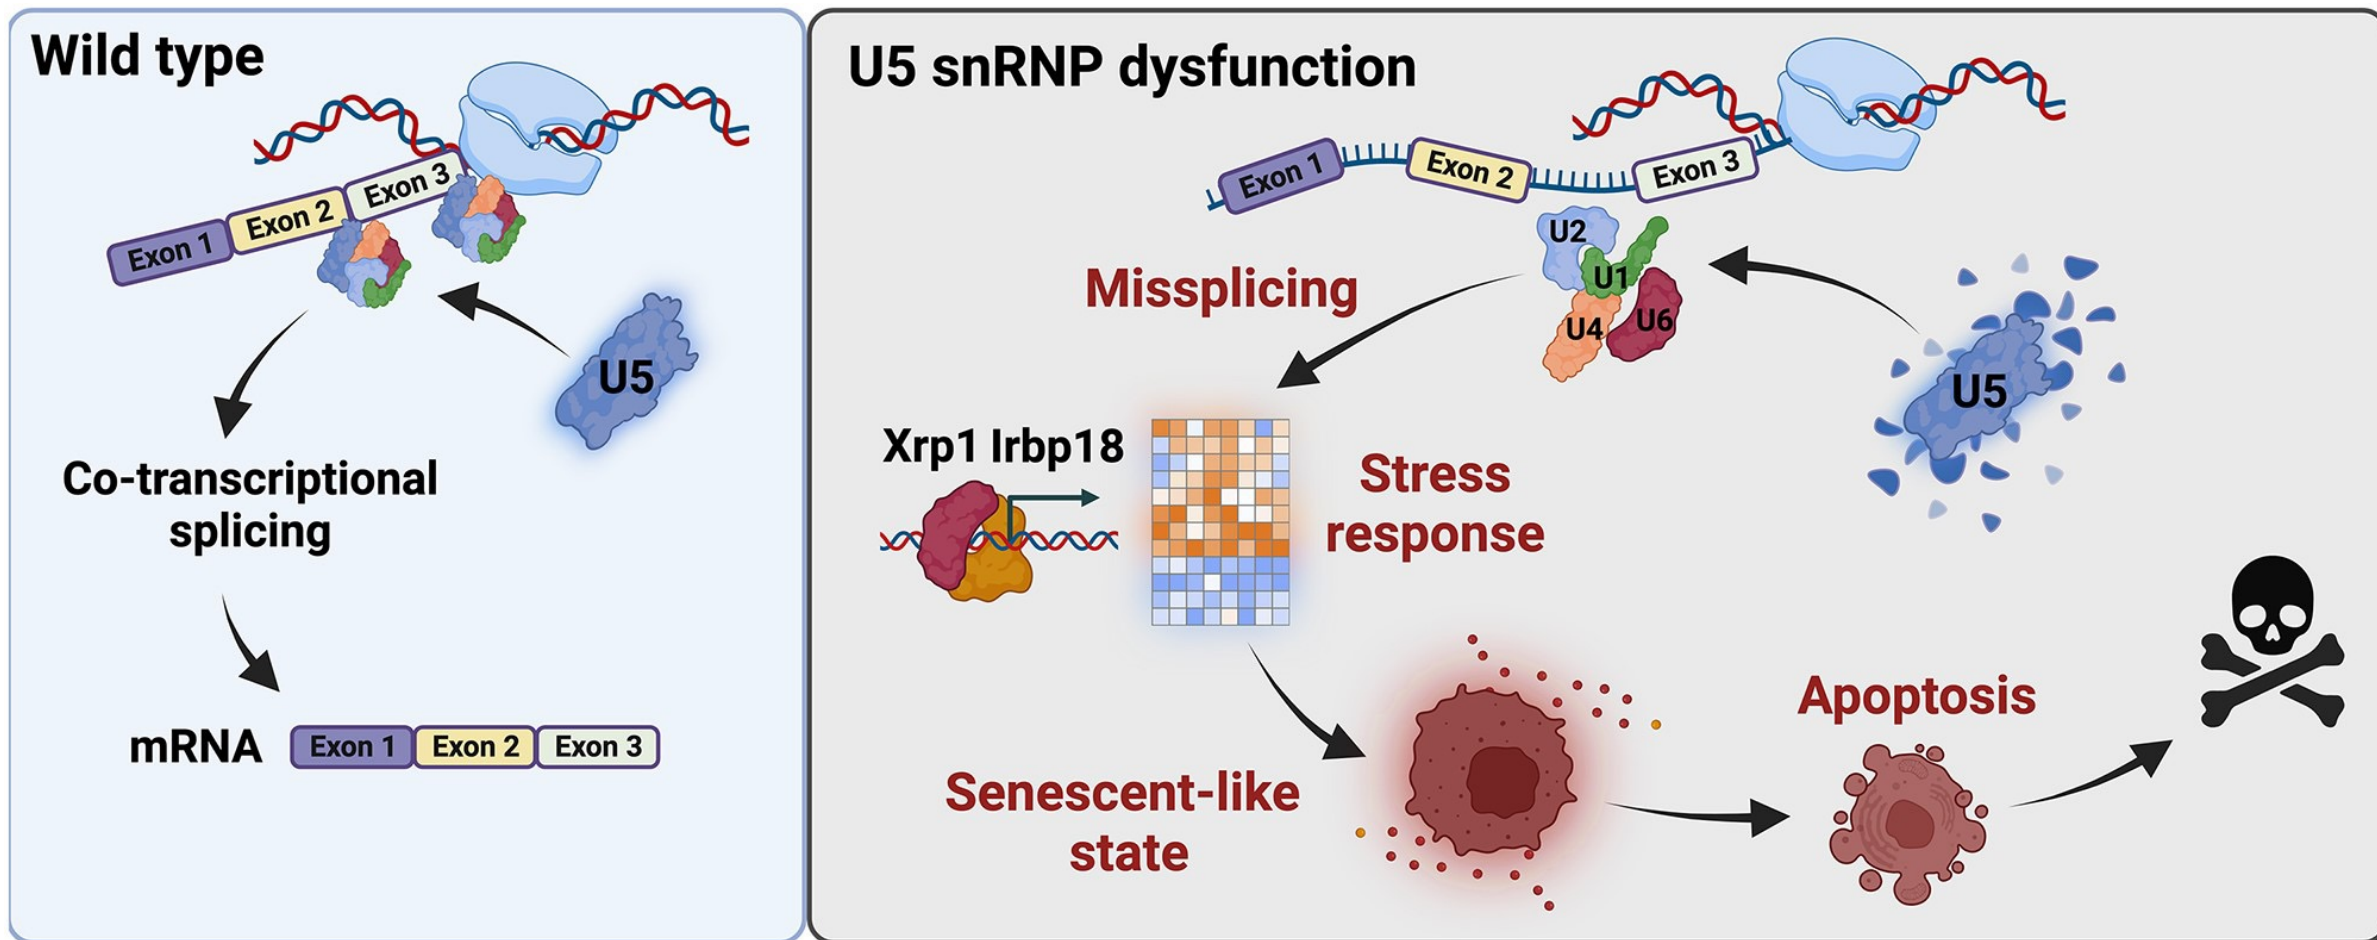 Wild type
Exon 1
Exon 2
Exon 3
U5
Co-transcriptional
splicing
mRNA
Exon 1
Exon 2
Exon 3
U5 snRNP dysfunction
Exon 1
Exon 2
Exon 3
U2
U1
U4
U6
U5
Missplicing
Xrp1 Irbp18
Stress
response
Senescent-like
state
Apoptosis